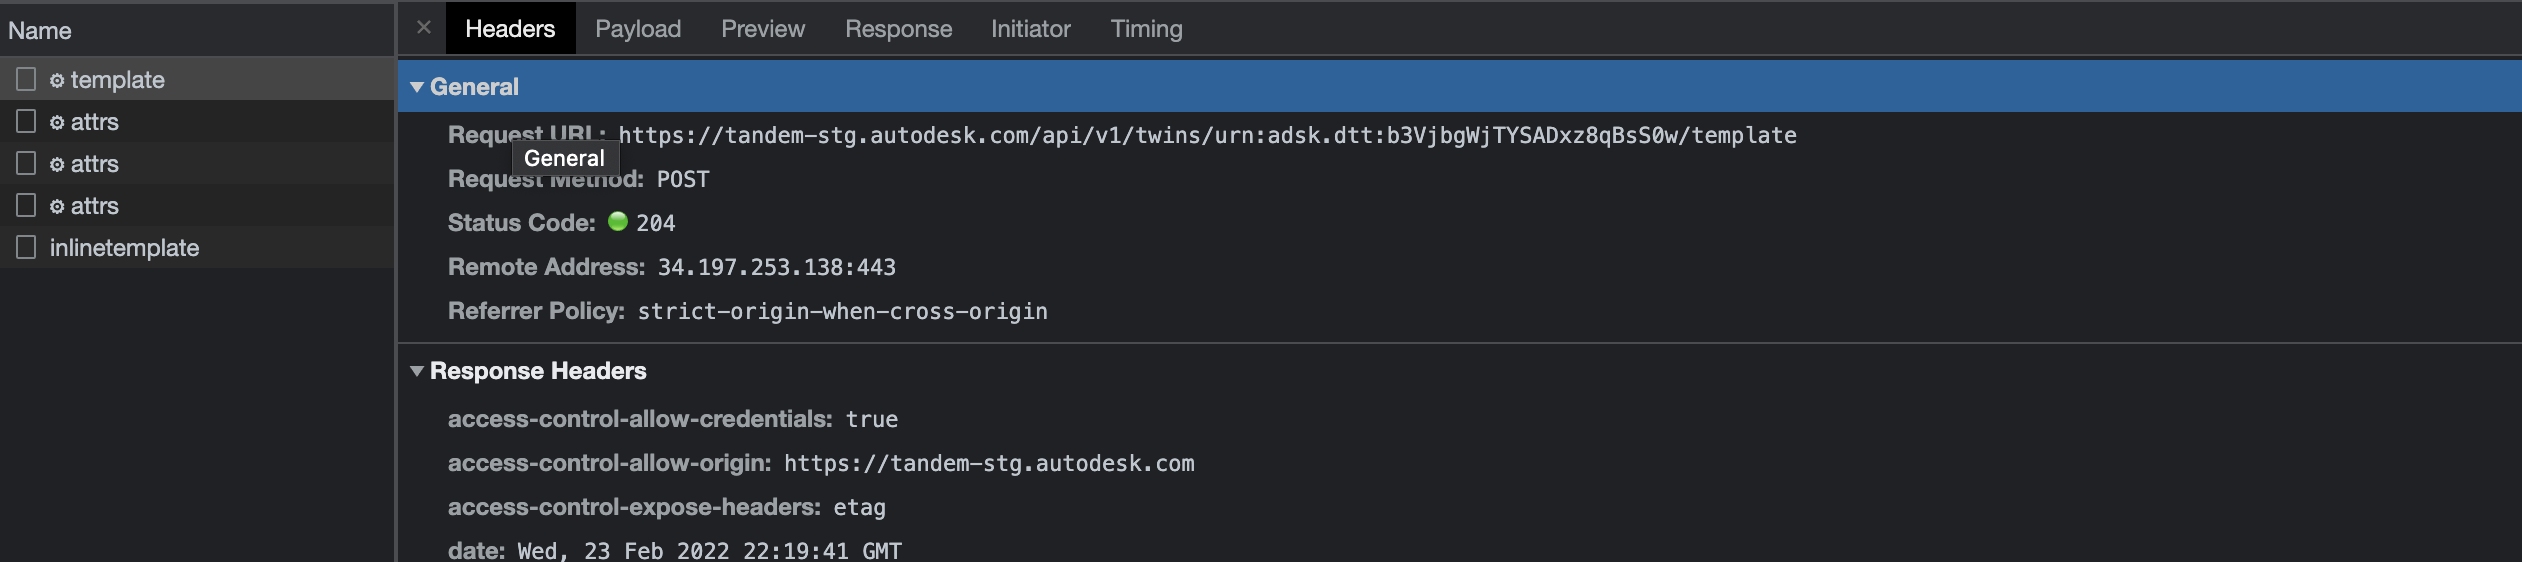 Name
template
attrs
attrs
attrs
inlinetemplate
Headers Payload Preview Response Initiator Timing
General
Request URL: https://tandem-stg.autodesk.com/api/v1/twins/urn:adsk.dtt:b3VjbgWjTYSADxz8qBsS0w/template
General
Request Method: POST
Status Code: 204
Remote Address: 34.197.253.138:443
Referrer Policy: strict-origin-when-cross-origin
Response Headers
access-control-allow-credentials: true
access-control-allow-origin: https://tandem-stg.autodesk.com
access-control-expose-headers: etag
date: Wed, 23 Feb 2022 22:19:41 GMT